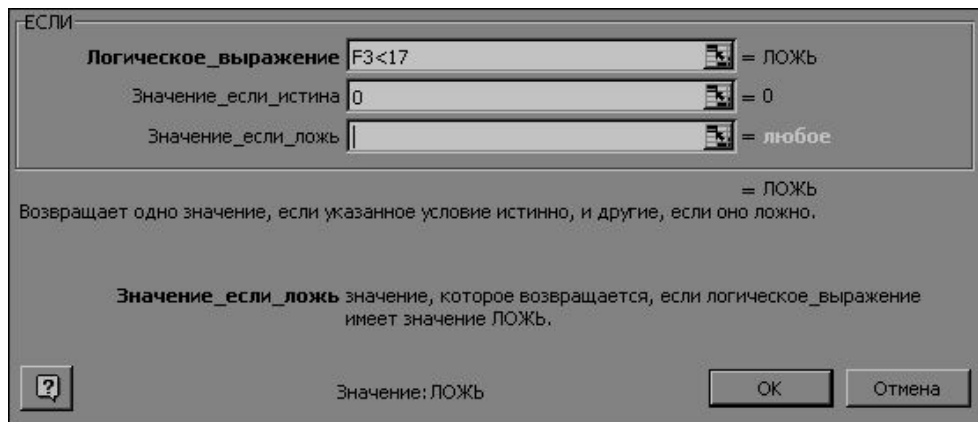 ЕСЛИ
Логическое_выражение F3<17 = ЛОЖЬ
Значение_если_истина 0 = 0
Значение_если_ложь = любое
= ЛОЖЬ
Возвращает одно значение, если указанное условие истинно, и другие, если оно ложно.
Значение_если_ложь значение, которое возвращается, если логическое_выражение
имеет значение ЛОЖЬ.
? Значение:ЛОЖЬ OK Отмена